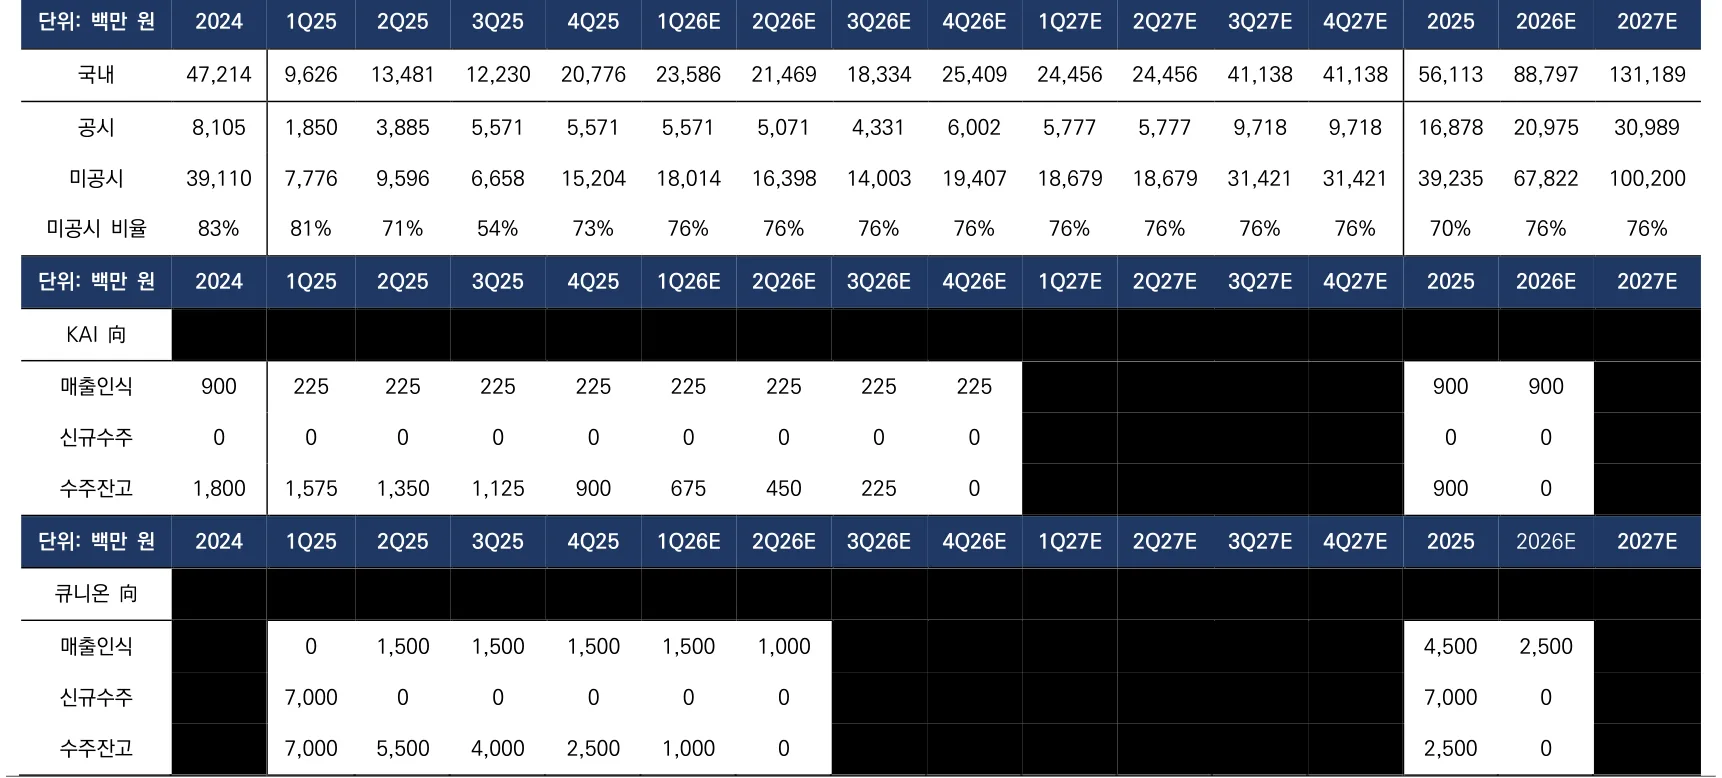 단위: 백만 원 2024 1Q25 2Q25 3Q25 4Q25 1Q26E 2Q26E 3Q26E 4Q26E 1Q27E 2Q27E 3Q27E 4Q27E 2025 2026E 2027E
국내 47,214 9,626 13,481 12,230 20,776 23,586 21,469 18,334 25,409 24,456 24,456 41,138 41,138 56,113 88,797 131,189
공시 8,105 1,850 3,885 5,571 5,571 5,571 5,071 4,331 6,002 5,777 5,777 9,718 9,718 16,878 20,975 30,989
미공시 39,110 7,776 9,596 6,658 15,204 18,014 16,398 14,003 19,407 18,679 18,679 31,421 31,421 39,235 67,822 100,200
미공시 비율 83% 81% 71% 54% 73% 76% 76% 76% 76% 76% 76% 76% 76% 70% 76% 76%
단위: 백만 원 2024 1Q25 2Q25 3Q25 4Q25 1Q26E 2Q26E 3Q26E 4Q26E 1Q27E 2Q27E 3Q27E 4Q27E 2025 2026E 2027E
KAI 向
매출인식 900 225 225 225 225 225 225 225 225 900 900
신규수주 0 0 0 0 0 0 0 0 0 0 0
수주잔고 1,800 1,575 1,350 1,125 900 675 450 225 0 900 0
단위: 백만 원 2024 1Q25 2Q25 3Q25 4Q25 1Q26E 2Q26E 3Q26E 4Q26E 1Q27E 2Q27E 3Q27E 4Q27E 2025 2026E 2027E
큐니온 向
매출인식 0 1,500 1,500 1,500 1,500 1,000 4,500 2,500
신규수주 7,000 0 0 0 0 0 7,000 0
수주잔고 7,000 5,500 4,000 2,500 1,000 0 2,500 0